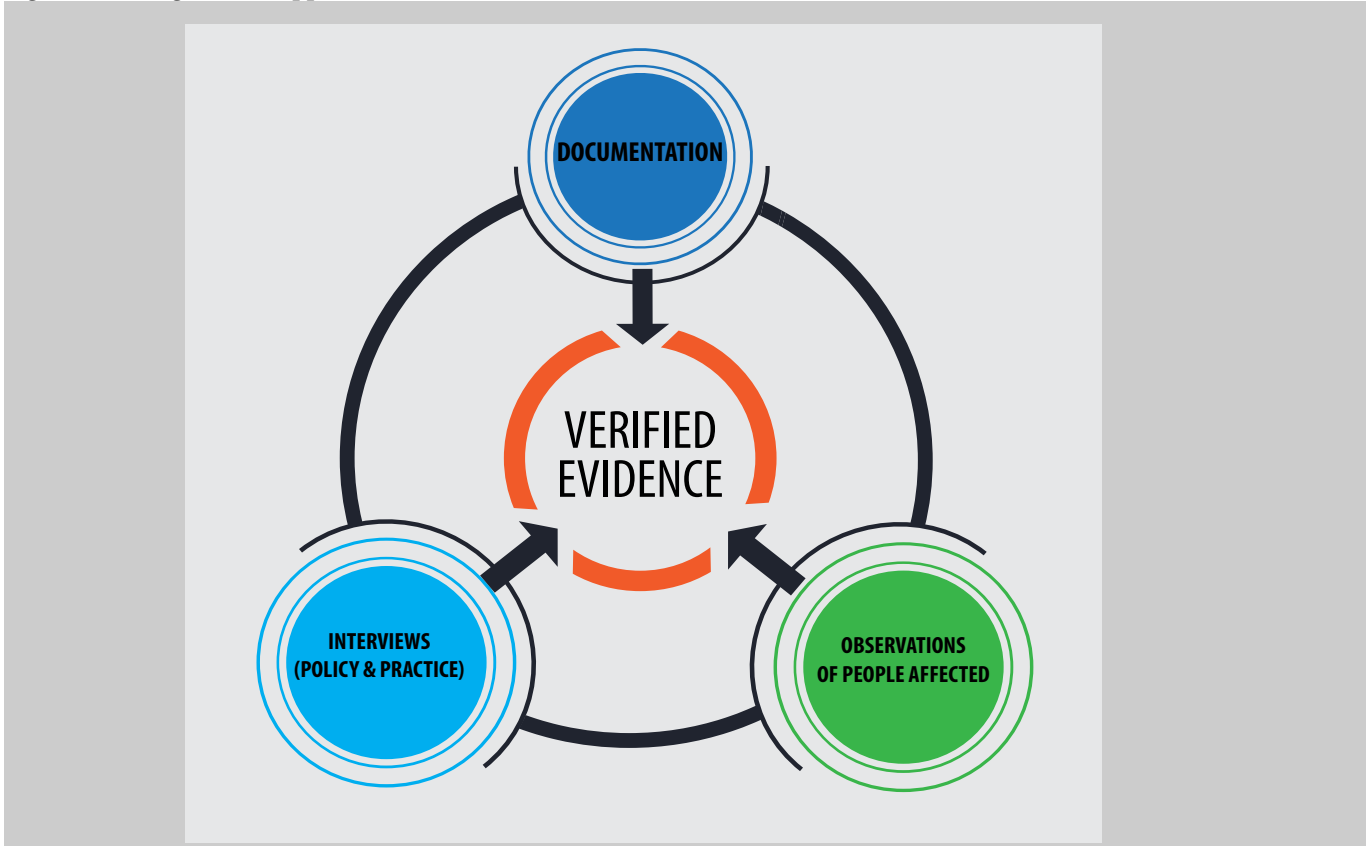 DOCUMENTATION
VERIFIED
EVIDENCE
INTERVIEWS
(POLICY & PRACTICE)
OBSERVATIONS
OF PEOPLE AFFECTED